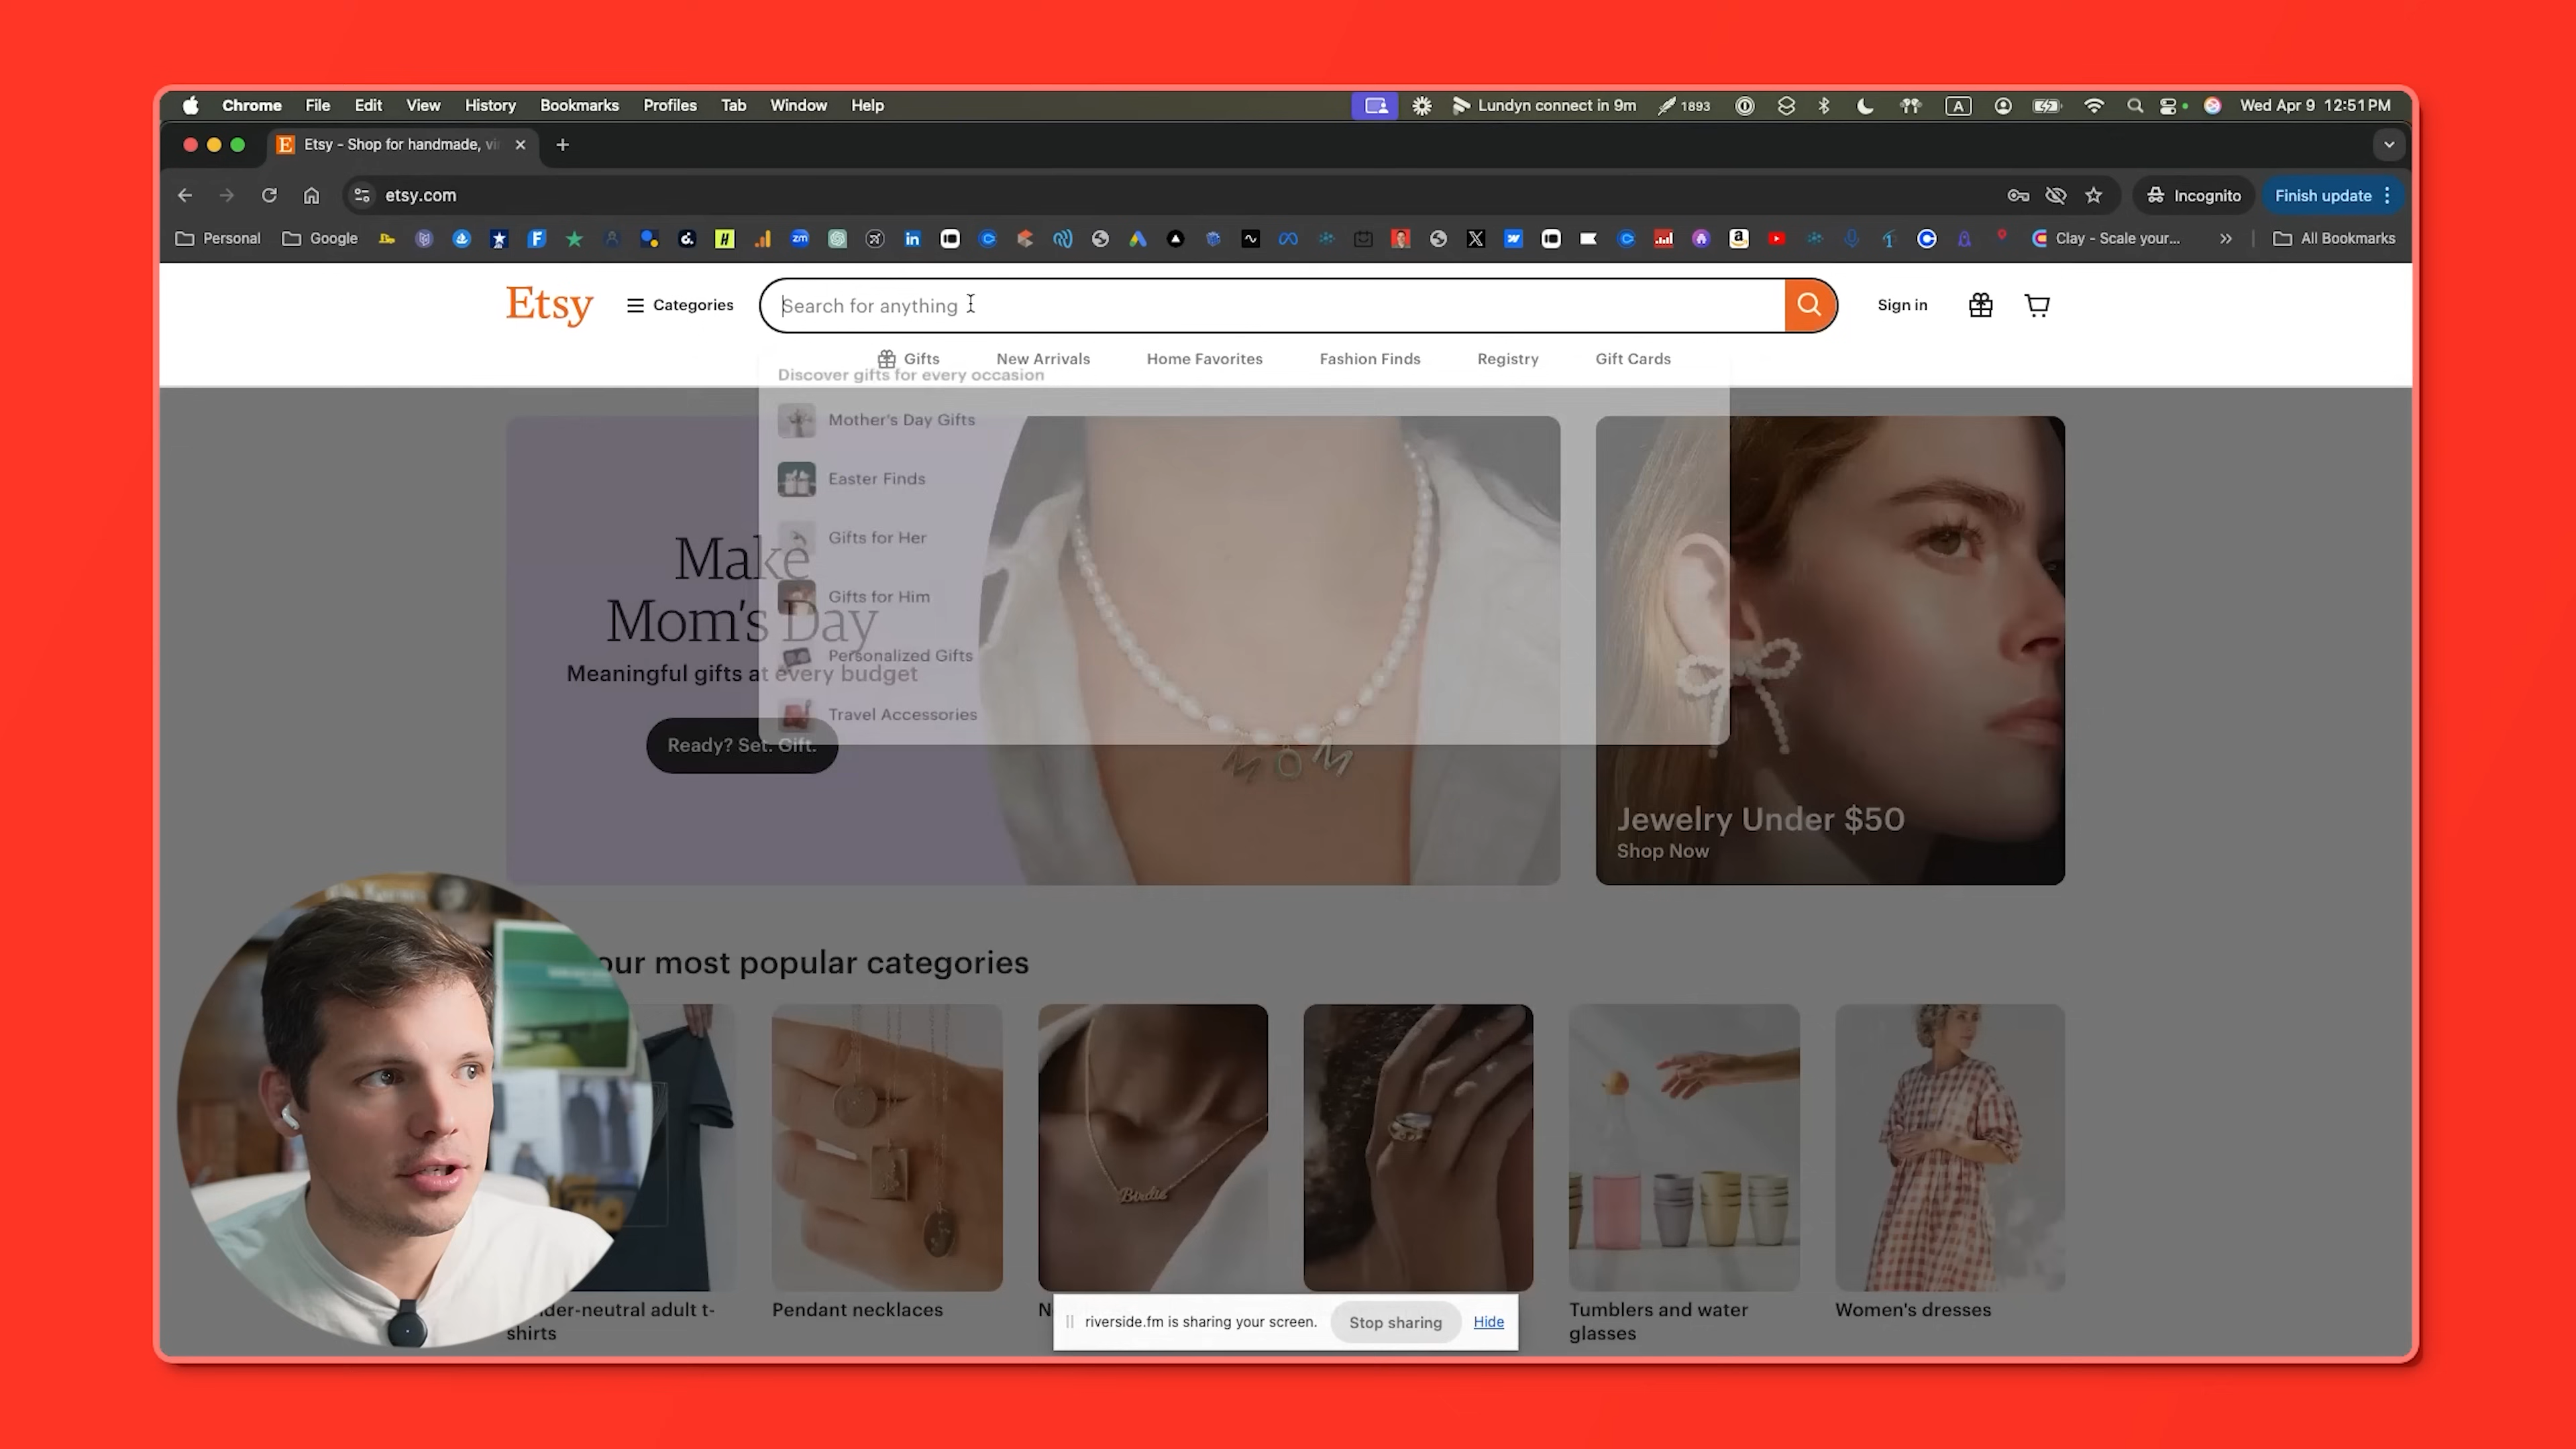 Chrome File Edit View History Bookmarks Profiles Tab Window Help
Lundyn connect in 9m 1893 A Wed Apr 9 12:51 PM
E Etsy - Shop for handmade, vi
etsy.com
Incognito
Finish update
Personal
Google
H
zm
in
X
a
Clay - Scale your...
All Bookmarks
Etsy
Categories
Search for anything
Sign in
Gifts New Arrivals Home Favorites Fashion Finds Registry Gift Cards
Discover gifts for every occasion
Mother's Day Gifts
Easter Finds
Gifts for Her
Gifts for Him
Personalized Gifts
Travel Accessories
Make
Mom's Day
Meaningful gifts at every budget
Ready? Set. Gift.
MOM
Jewelry Under $50
Shop Now
our most popular categories
Birdie
der-neutral adult t-
shirts
Pendant necklaces
N
Tumblers and water
glasses
Women's dresses
riverside.fm is sharing your screen.
Stop sharing
Hide